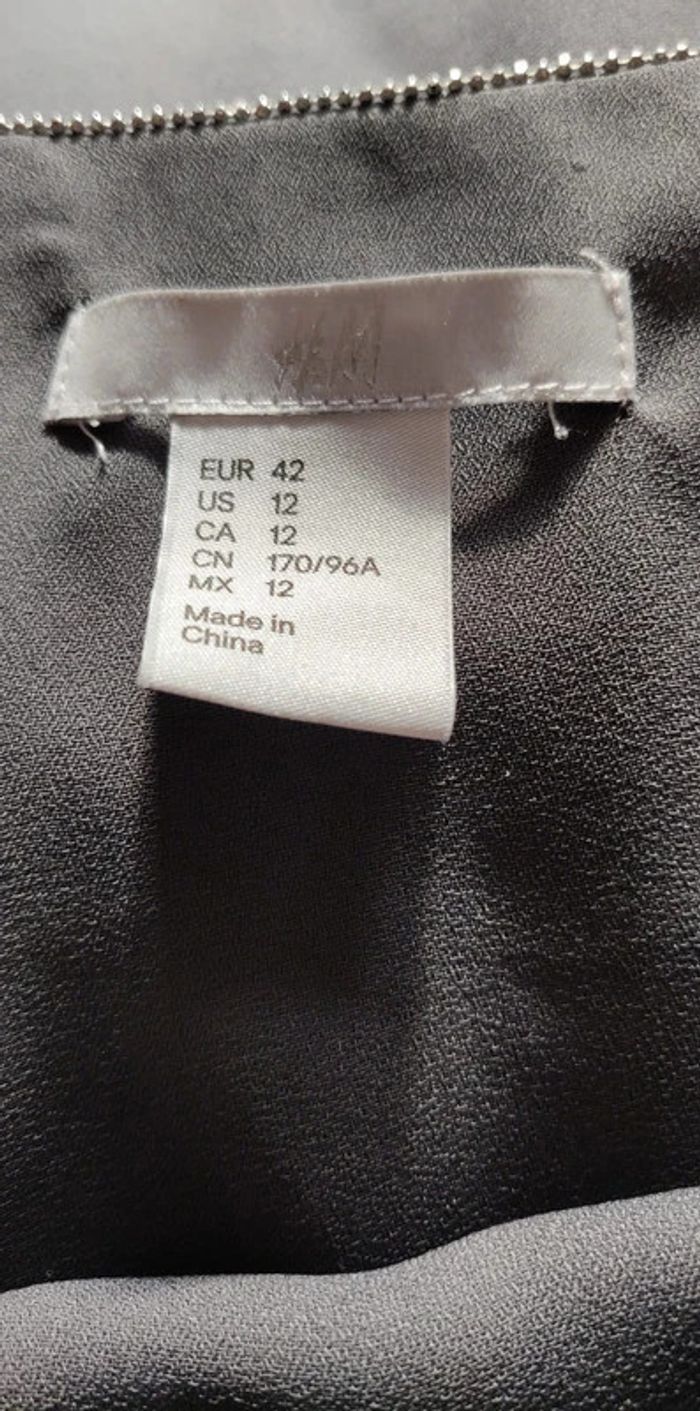 H&M
EUR 42
US 12
CA 12
CN 170/96A
MX 12
Made in
China